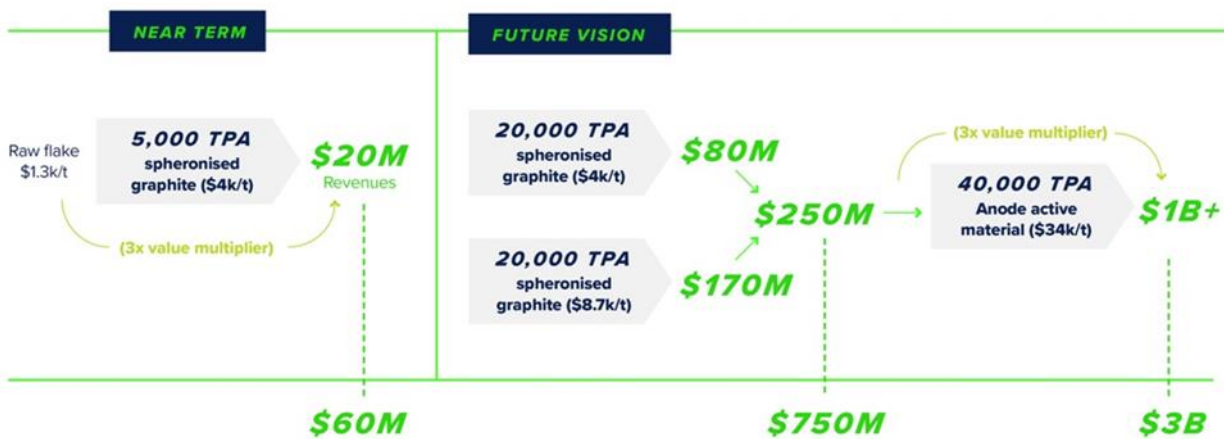 NEAR TERM
Raw flake
$1.3k/t
5,000 TPA
spheronised
graphite ($4k/t)
$20M
Revenues
(3x value multiplier)
$60M
FUTURE VISION
20,000 TPA
spheronised
graphite ($4k/t)
$80M
20,000 TPA
spheronised
graphite ($8.7k/t)
$170M
$250M
(3x value multiplier)
40,000 TPA
Anode active
material ($34k/t)
$1B+
$750M
$3B